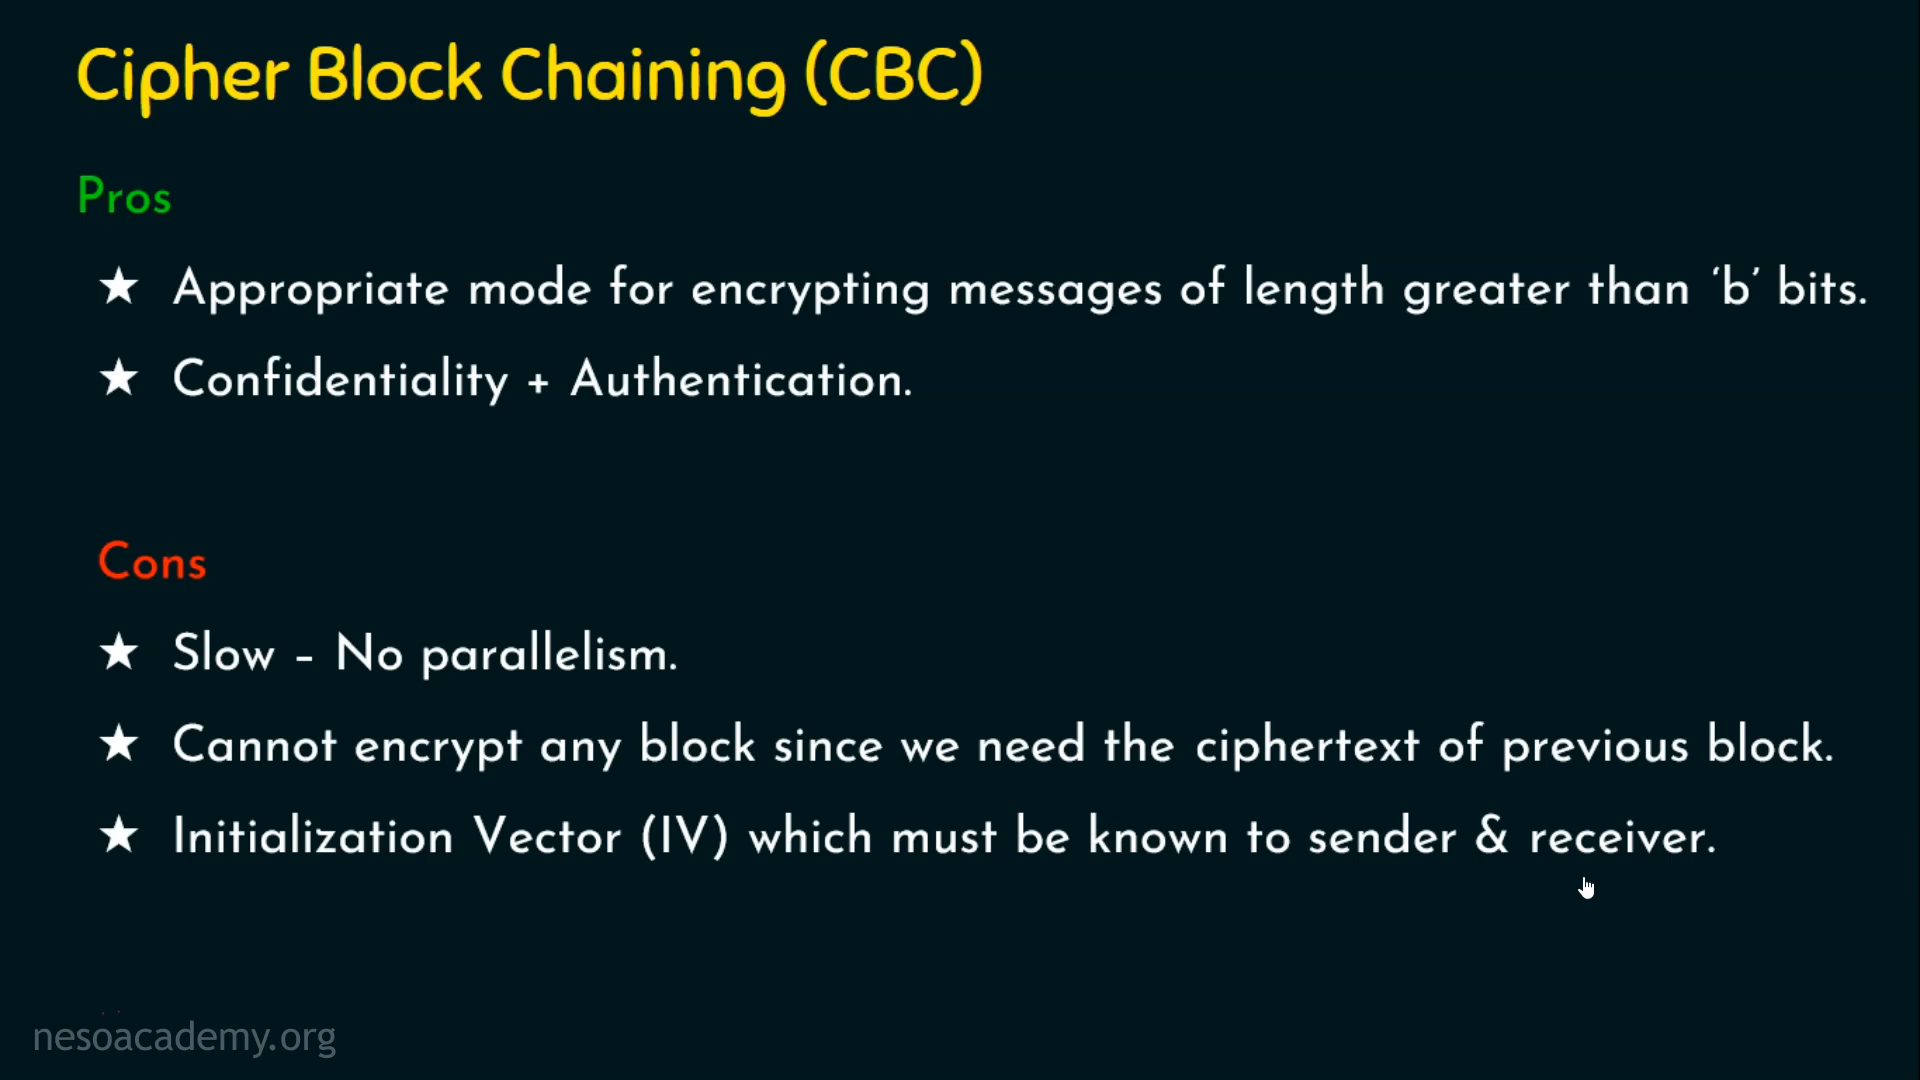 Cipher Block Chaining (CBC)
Pros
★ Appropriate mode for encrypting messages of length greater than ‘b’ bits.
★ Confidentiality + Authentication.
Cons
★ Slow – No parallelism.
★ Cannot encrypt any block since we need the ciphertext of previous block.
★ Initialization Vector (IV) which must be known to sender & receiver.
nesoacademy.org